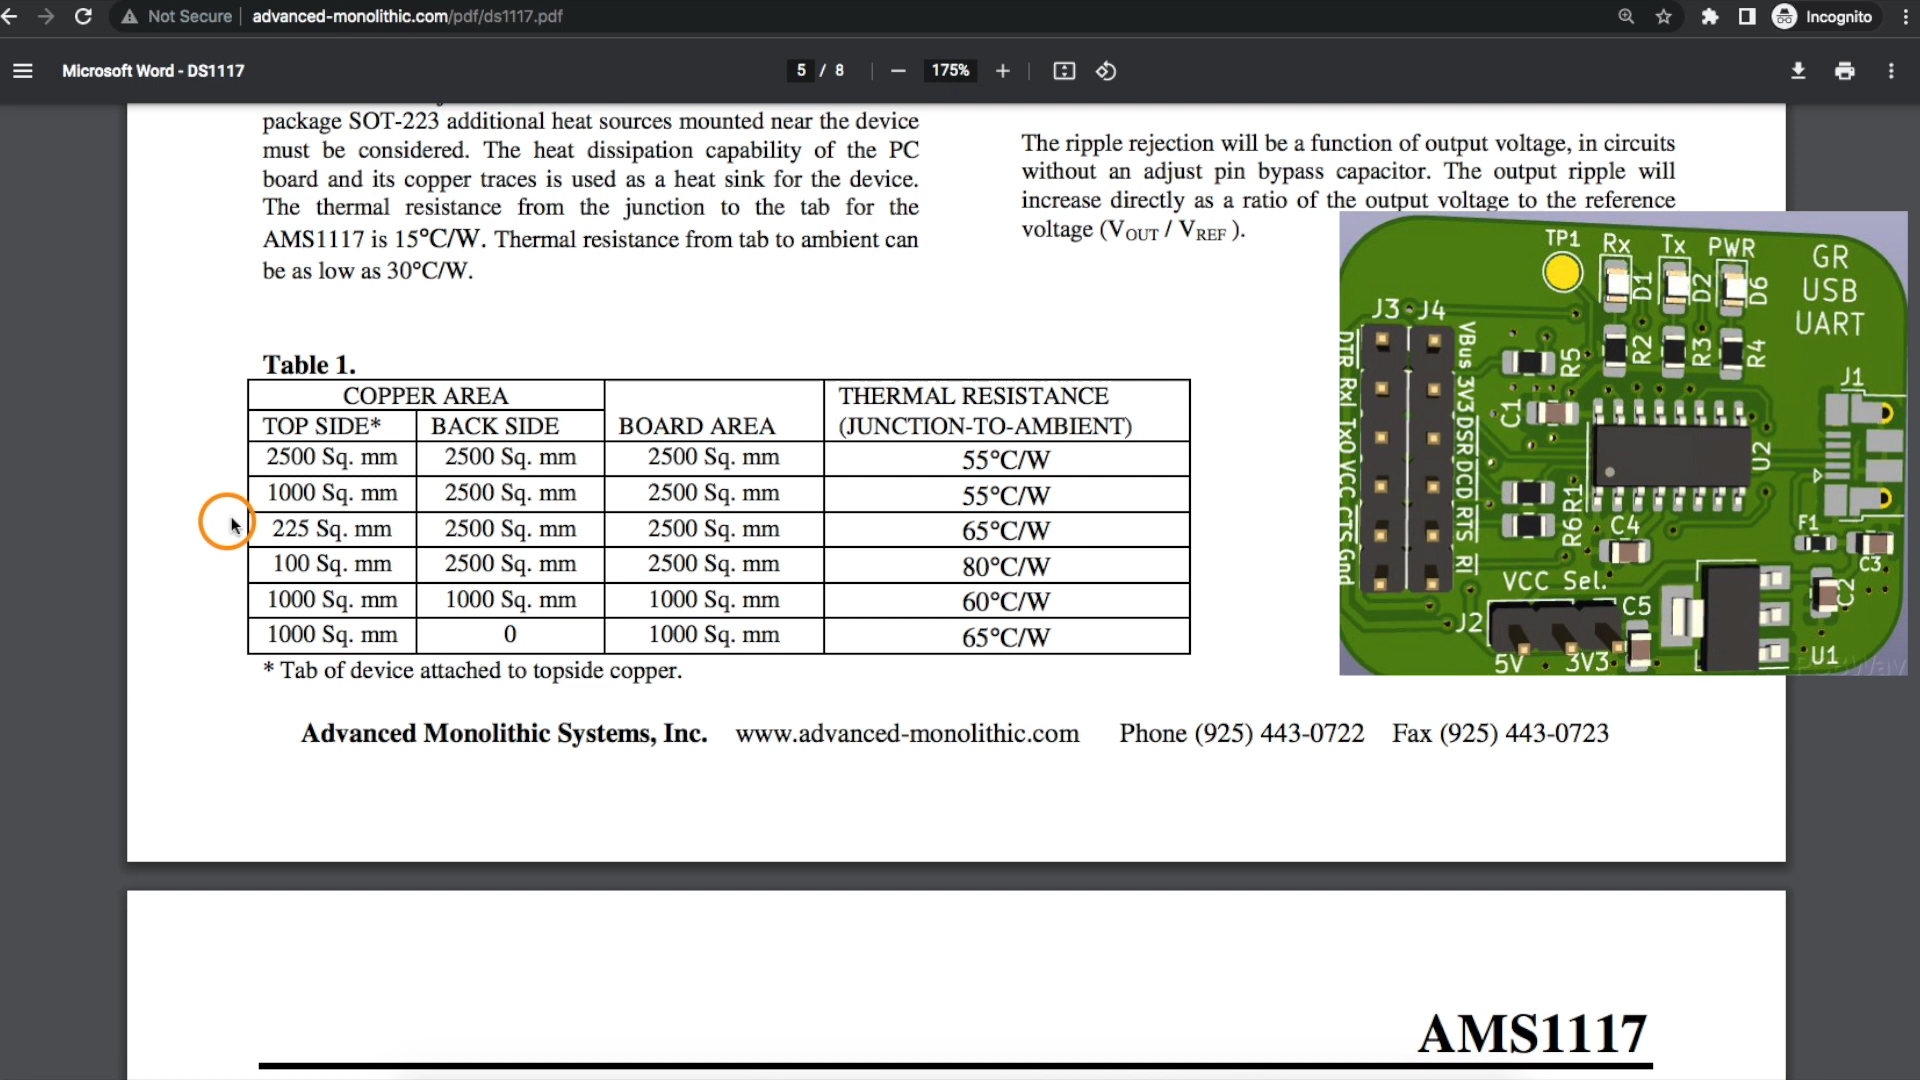 Not Secure
advanced-monolithic.com/pdf/ds1117.pdf
Incognito
Microsoft Word - DS1117
5 / 8
175%
package SOT-223 additional heat sources mounted near the device
must be considered. The heat dissipation capability of the PC
board and its copper traces is used as a heat sink for the device.
The thermal resistance from the junction to the tab for the
AMS1117 is 15°C/W. Thermal resistance from tab to ambient can
be as low as 30°C/W.
The ripple rejection will be a function of output voltage, in circuits
without an adjust pin bypass capacitor. The output ripple will
increase directly as a ratio of the output voltage to the reference
voltage (VOUT / VREF ).
Table 1.
COPPER AREA
THERMAL RESISTANCE
TOP SIDE* BACK SIDE BOARD AREA (JUNCTION-TO-AMBIENT)
2500 Sq. mm 2500 Sq. mm 2500 Sq. mm 55°C/W
1000 Sq. mm 2500 Sq. mm 2500 Sq. mm 55°C/W
225 Sq. mm 2500 Sq. mm 2500 Sq. mm 65°C/W
100 Sq. mm 2500 Sq. mm 2500 Sq. mm 80°C/W
1000 Sq. mm 1000 Sq. mm 1000 Sq. mm 60°C/W
1000 Sq. mm 0 1000 Sq. mm 65°C/W
* Tab of device attached to topside copper.
TP1 Rx Tx PWR
GR
USB
UART
D1 D2 D6
J3 J4
R5 R2 R3 R4
J1
DTR RxI TxO VCC CTS Gnd
VBus 3V3 DSR DCD RTS RI
C1
U2
R1
R6
C4
F1
C3
C2
VCC Sel.
J2
C5
5V 3V3
U1
Advanced Monolithic Systems, Inc. www.advanced-monolithic.com Phone (925) 443-0722 Fax (925) 443-0723
AMS1117